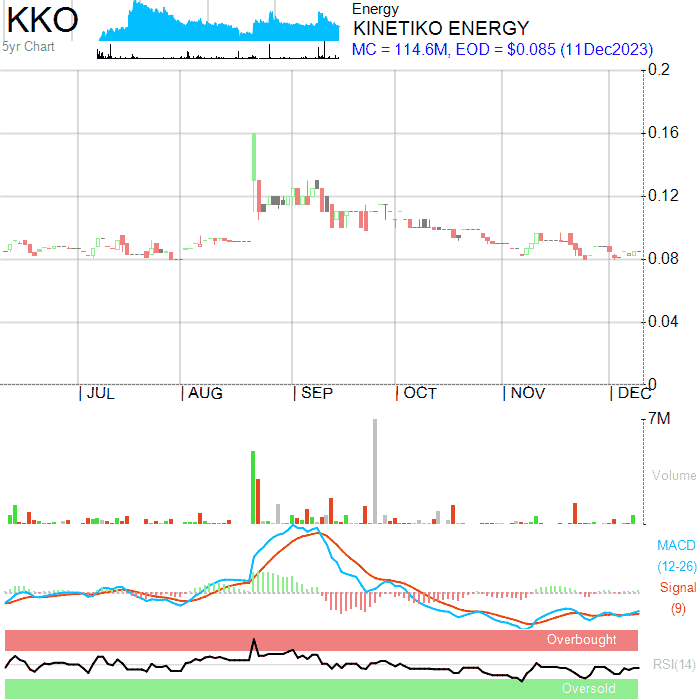 KKO
5yr Chart
Energy
KINETIKO ENERGY
MC = 114.6M, EOD = $0.085 (11Dec2023)
0.2
0.16
0.12
0.08
0.04
0
JUL AUG SEP OCT NOV DEC
7M
Volume
MACD
(12-26)
Signal
(9)
Overbought
RSI(14)
Oversold